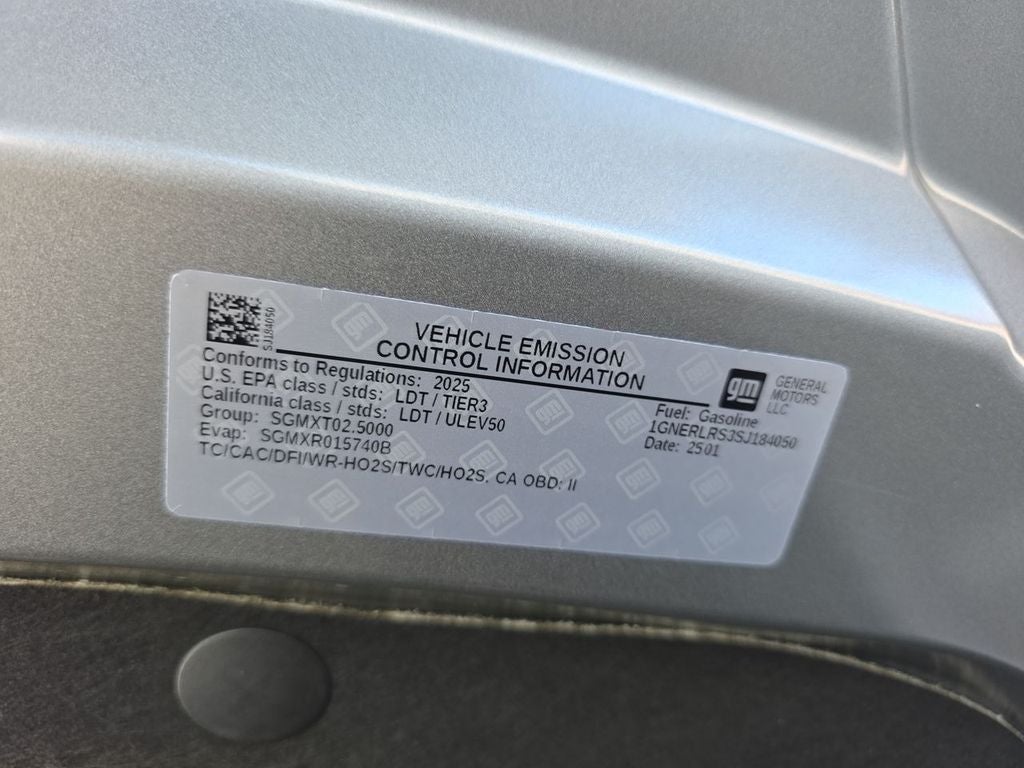 SJ184050
VEHICLE EMISSION
CONTROL INFORMATION
gm
GENERAL
MOTORS
LLC
Conforms to Regulations: 2025
U.S. EPA class / stds: LDT / TIER3
California class / stds: LDT / ULEV50
Group: SGMXT02.5000
Evap: SGMXR015740B
TC/CAC/DFI/WR-HO2S/TWC/HO2S. CA OBD: II
Fuel: Gasoline
1GNERLRS3SJ184050
Date: 2501